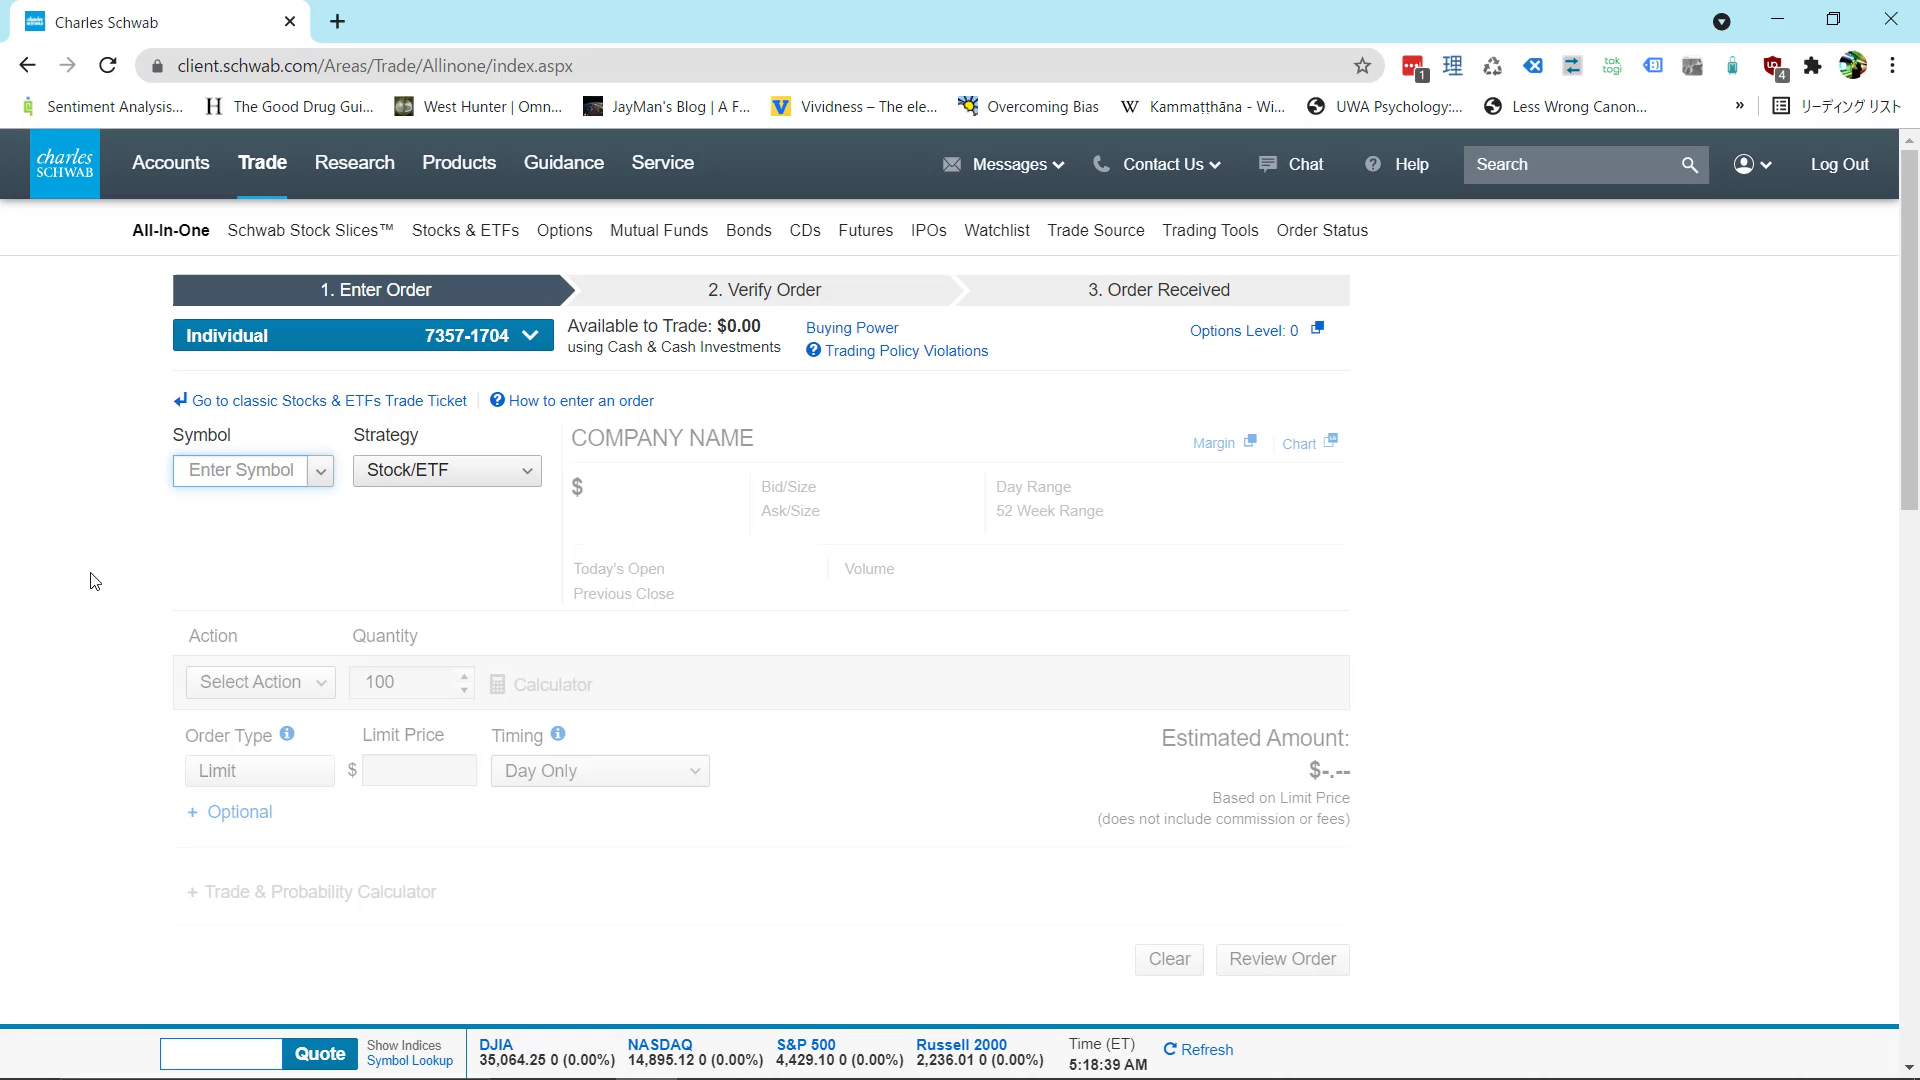 Charles Schwab
client.schwab.com/Areas/Trade/Allinone/index.aspx
1
理
tok
togi
4
Sentiment Analysis... The Good Drug Gui... West Hunter | Omn... JayMan's Blog | A F... Vividness – The ele... Overcoming Bias Kammaṭṭhāna - Wi... UWA Psychology:... Less Wrong Canon... » リーディング リスト
charles
SCHWAB
Accounts Trade Research Products Guidance Service Messages Contact Us Chat Help Search Log Out
All-In-One Schwab Stock Slices™ Stocks & ETFs Options Mutual Funds Bonds CDs Futures IPOs Watchlist Trade Source Trading Tools Order Status
1. Enter Order 2. Verify Order 3. Order Received
Individual 7357-1704
Available to Trade: $0.00
using Cash & Cash Investments
Buying Power
Trading Policy Violations
Options Level: 0
Go to classic Stocks & ETFs Trade Ticket | How to enter an order
Symbol Strategy
Enter Symbol Stock/ETF
COMPANY NAME
Margin Chart
$
Bid/Size
Ask/Size
Day Range
52 Week Range
Today's Open
Previous Close
Volume
Action Quantity
Select Action 100 Calculator
Order Type Limit Price Timing
Limit $ Day Only
+ Optional
Estimated Amount:
$-.--
Based on Limit Price
(does not include commission or fees)
+ Trade & Probability Calculator
Clear Review Order
Quote
Show Indices
Symbol Lookup
DJIA
35,064.25 0 (0.00%)
NASDAQ
14,895.12 0 (0.00%)
S&P 500
4,429.10 0 (0.00%)
Russell 2000
2,236.01 0 (0.00%)
Time (ET)
5:18:39 AM
Refresh